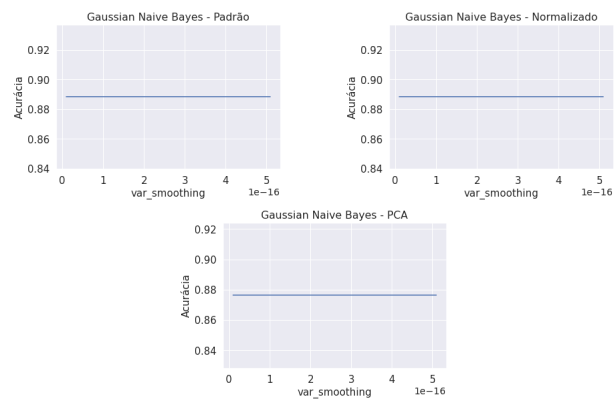 Gaussian Naive Bayes - Padrão
0.92
0.90
0.88
0.86
0.84
Acurácia
0 1 2 3 4 5
var_smoothing
1e−16
Gaussian Naive Bayes - Normalizado
0.92
0.90
0.88
0.86
0.84
Acurácia
0 1 2 3 4 5
var_smoothing
1e−16
Gaussian Naive Bayes - PCA
0.92
0.90
0.88
0.86
0.84
Acurácia
0 1 2 3 4 5
var_smoothing
1e−16